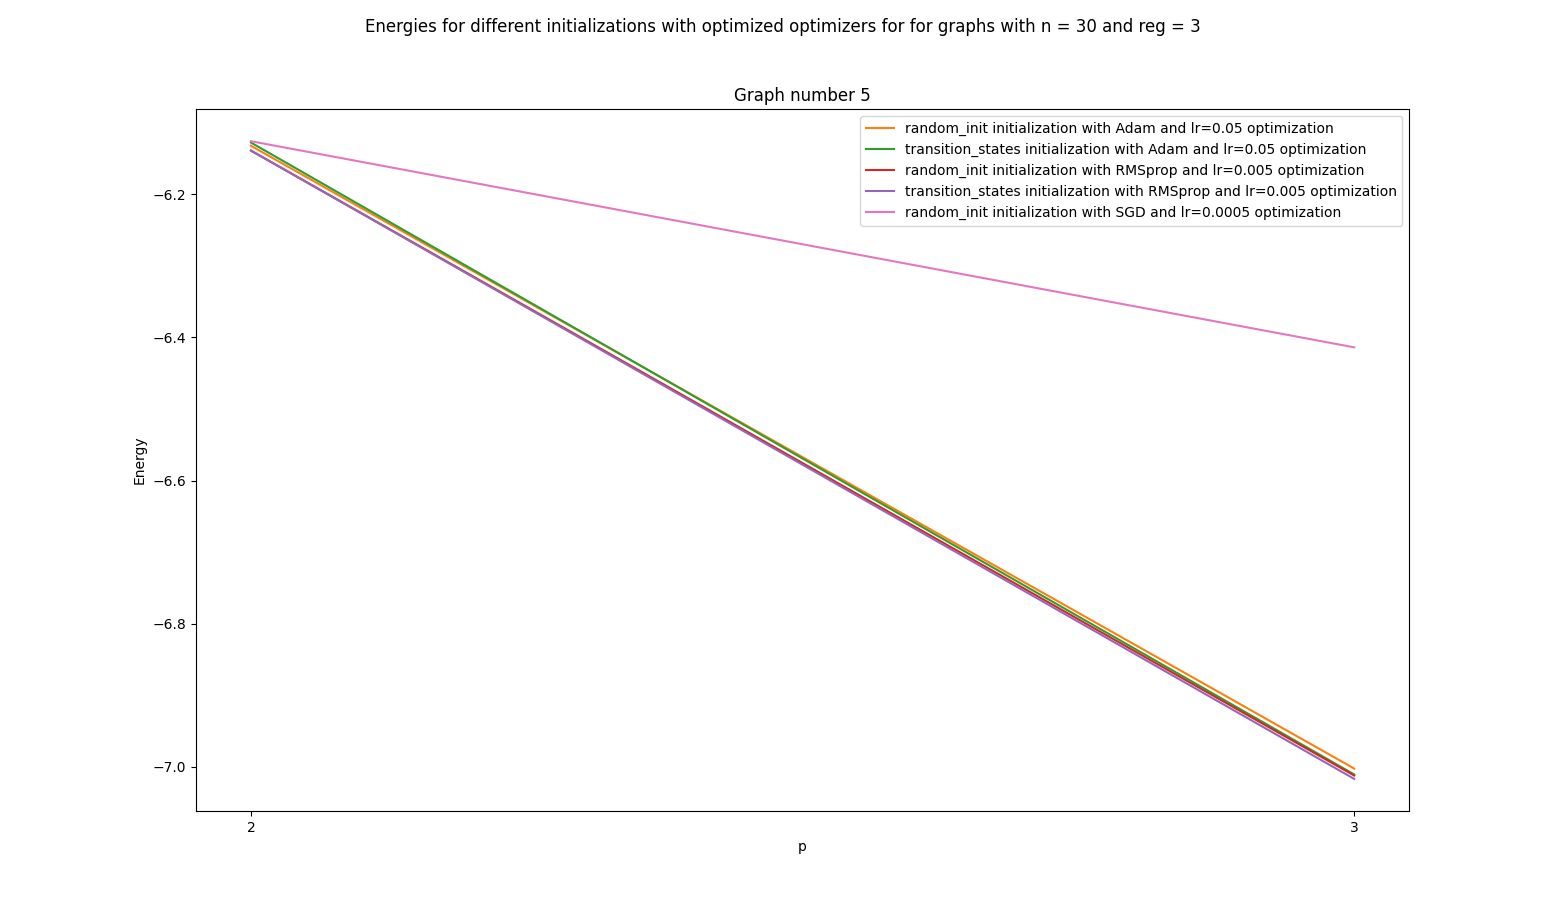 Energies for different initializations with optimized optimizers for for graphs with n = 30 and reg = 3
Graph number 5
random_init initialization with Adam and lr=0.05 optimization
transition_states initialization with Adam and lr=0.05 optimization
random_init initialization with RMSprop and lr=0.005 optimization
transition_states initialization with RMSprop and lr=0.005 optimization
random_init initialization with SGD and lr=0.0005 optimization
−6.2
−6.4
−6.6
−6.8
−7.0
Energy
2
3
p